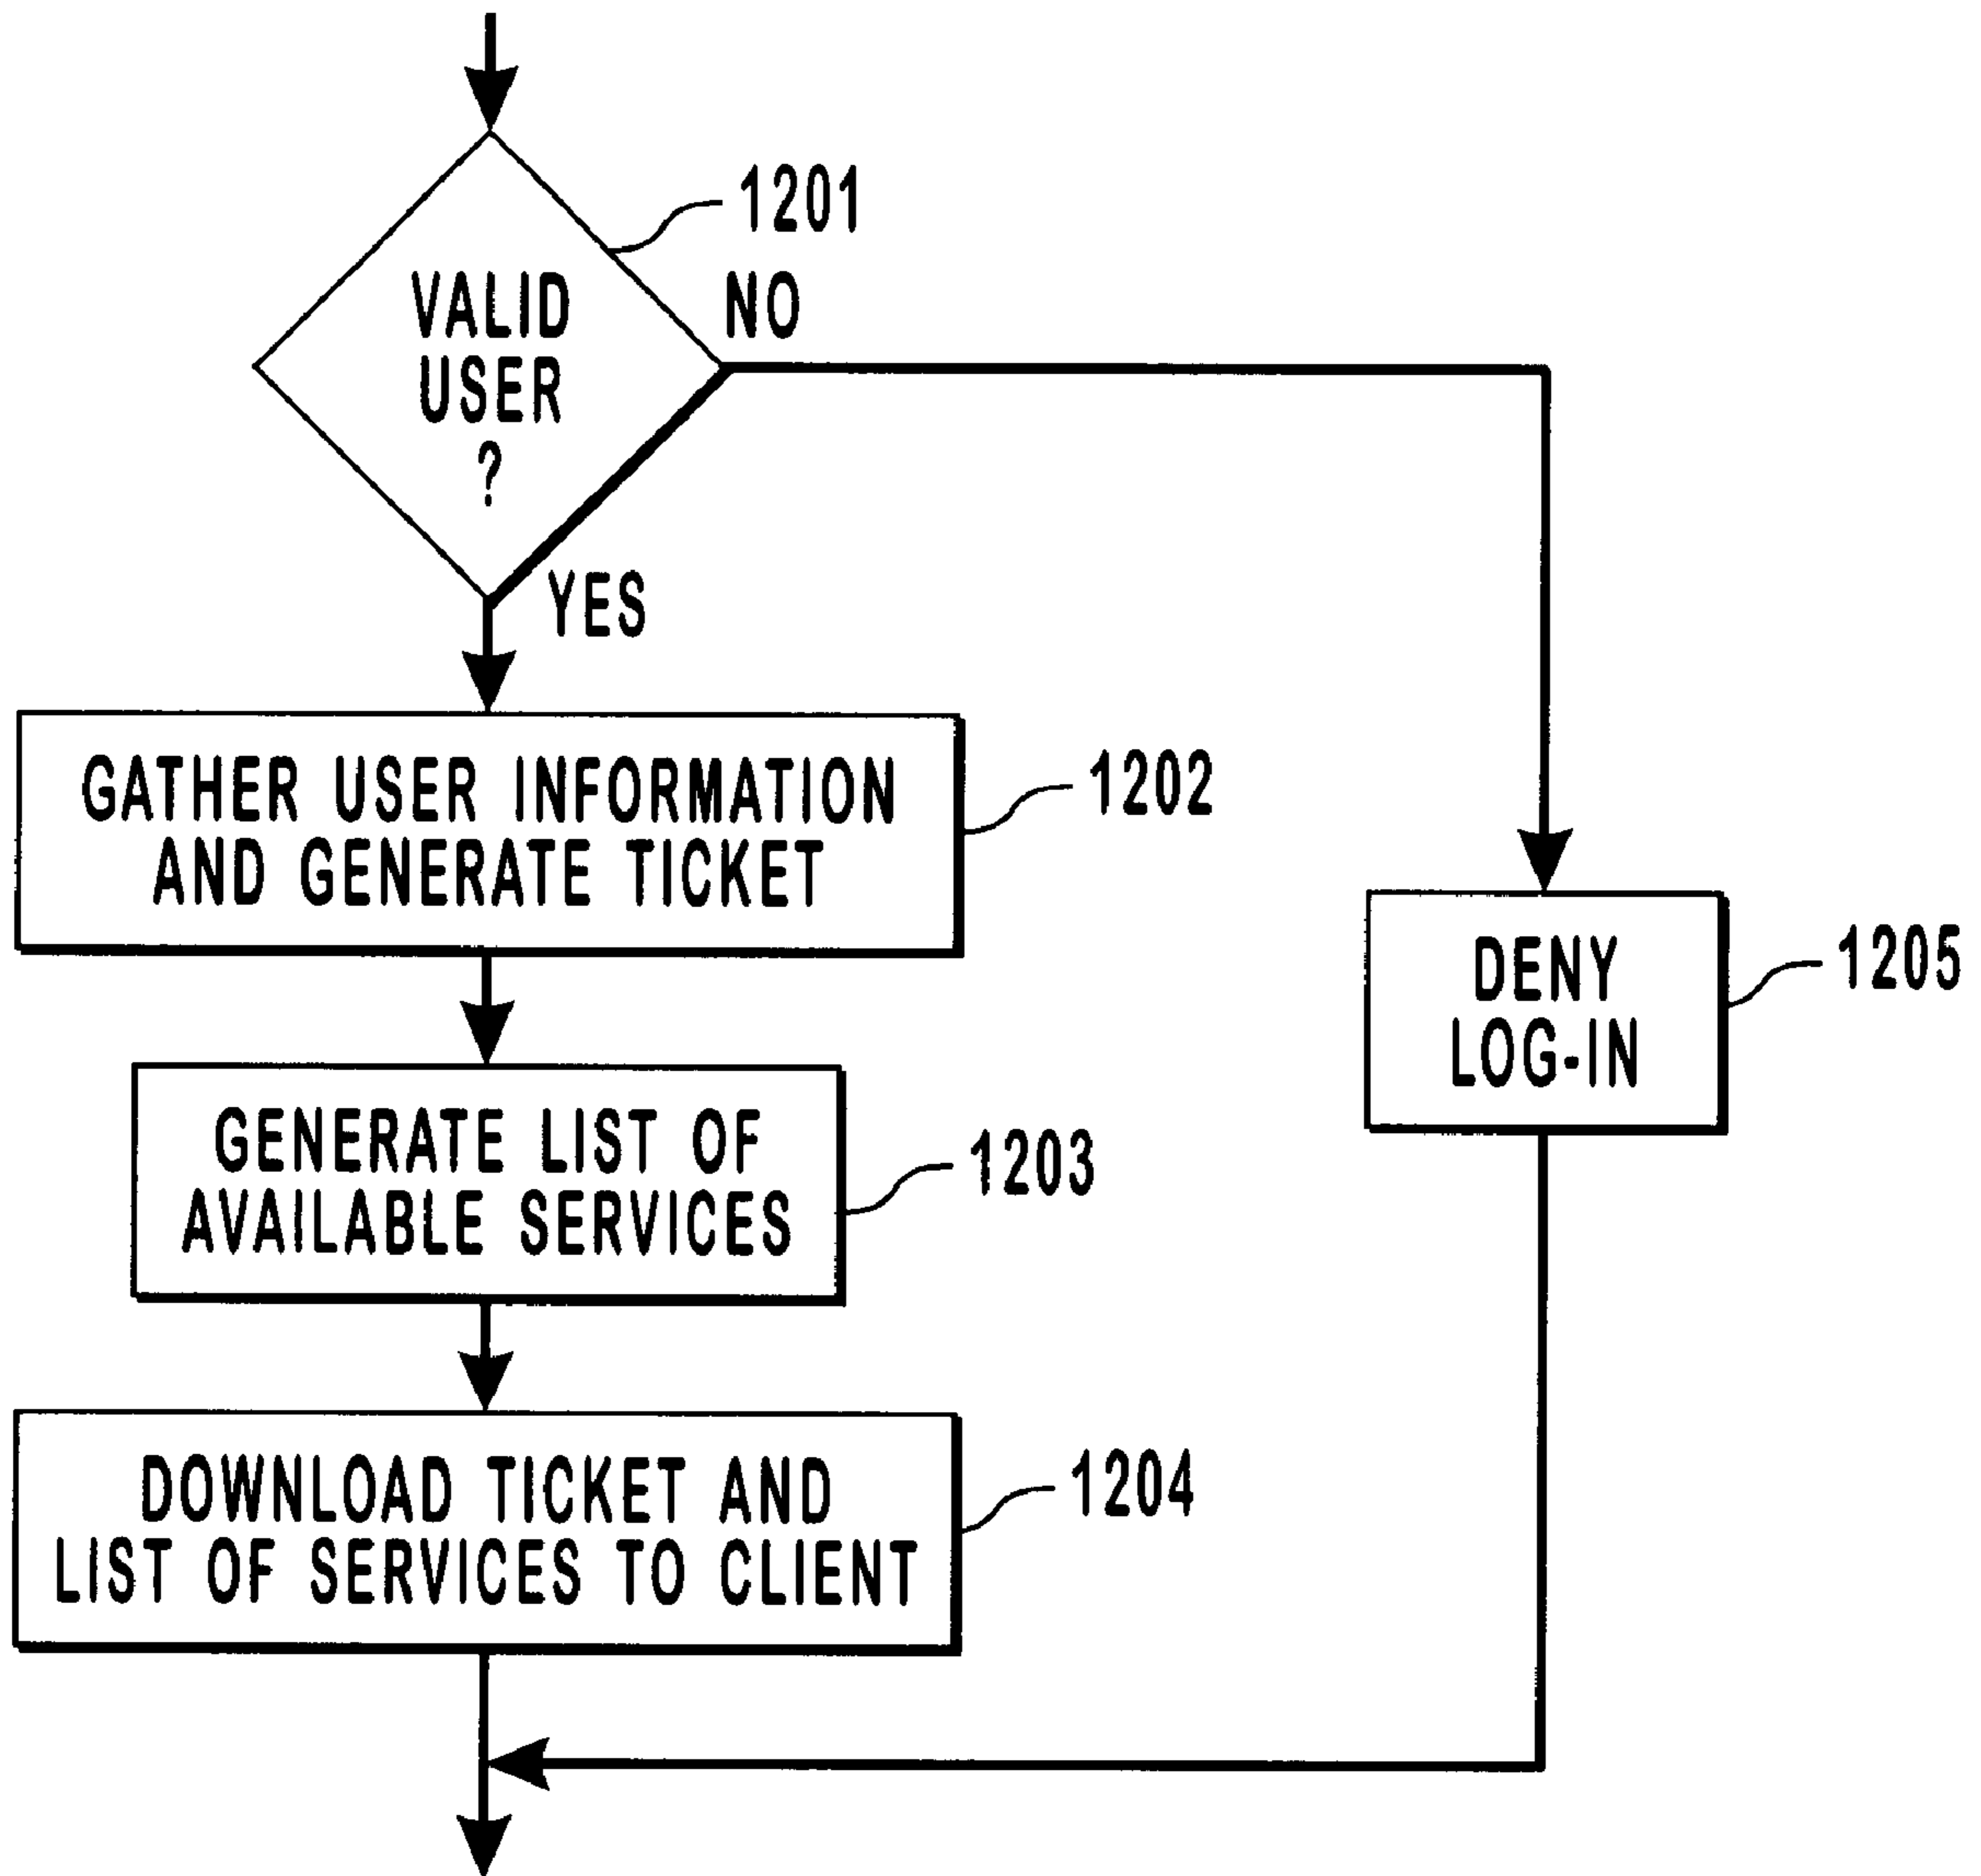 1201
VALID
USER
?
NO
YES
GATHER USER INFORMATION
AND GENERATE TICKET
1202
DENY
LOG-IN
1205
GENERATE LIST OF
AVAILABLE SERVICES
1203
DOWNLOAD TICKET AND
LIST OF SERVICES TO CLIENT
1204